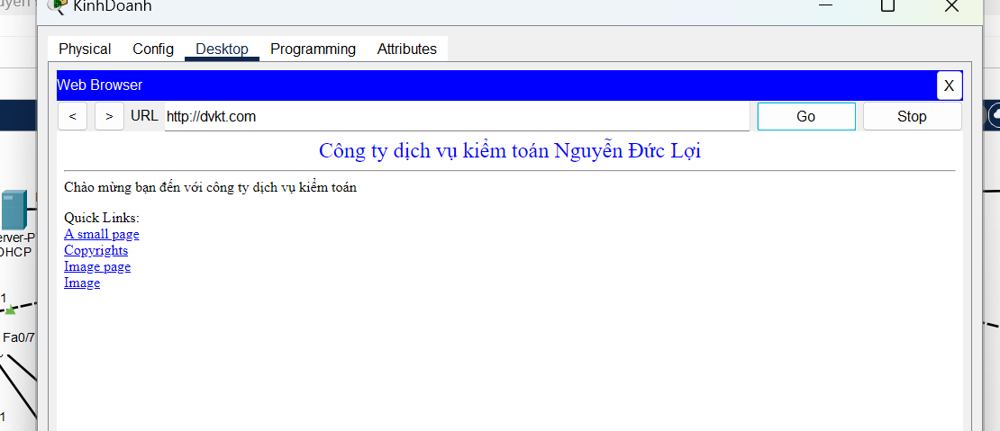 KinhDoanh
Physical Config Desktop Programming Attributes
Web Browser X
< > URL http://dvkt.com Go Stop
Công ty dịch vụ kiểm toán Nguyễn Đức Lợi
Chào mừng bạn đến với công ty dịch vụ kiểm toán
Quick Links:
A small page
Copyrights
Image page
Image
erver-P
DHCP
1
Fa0/7
1